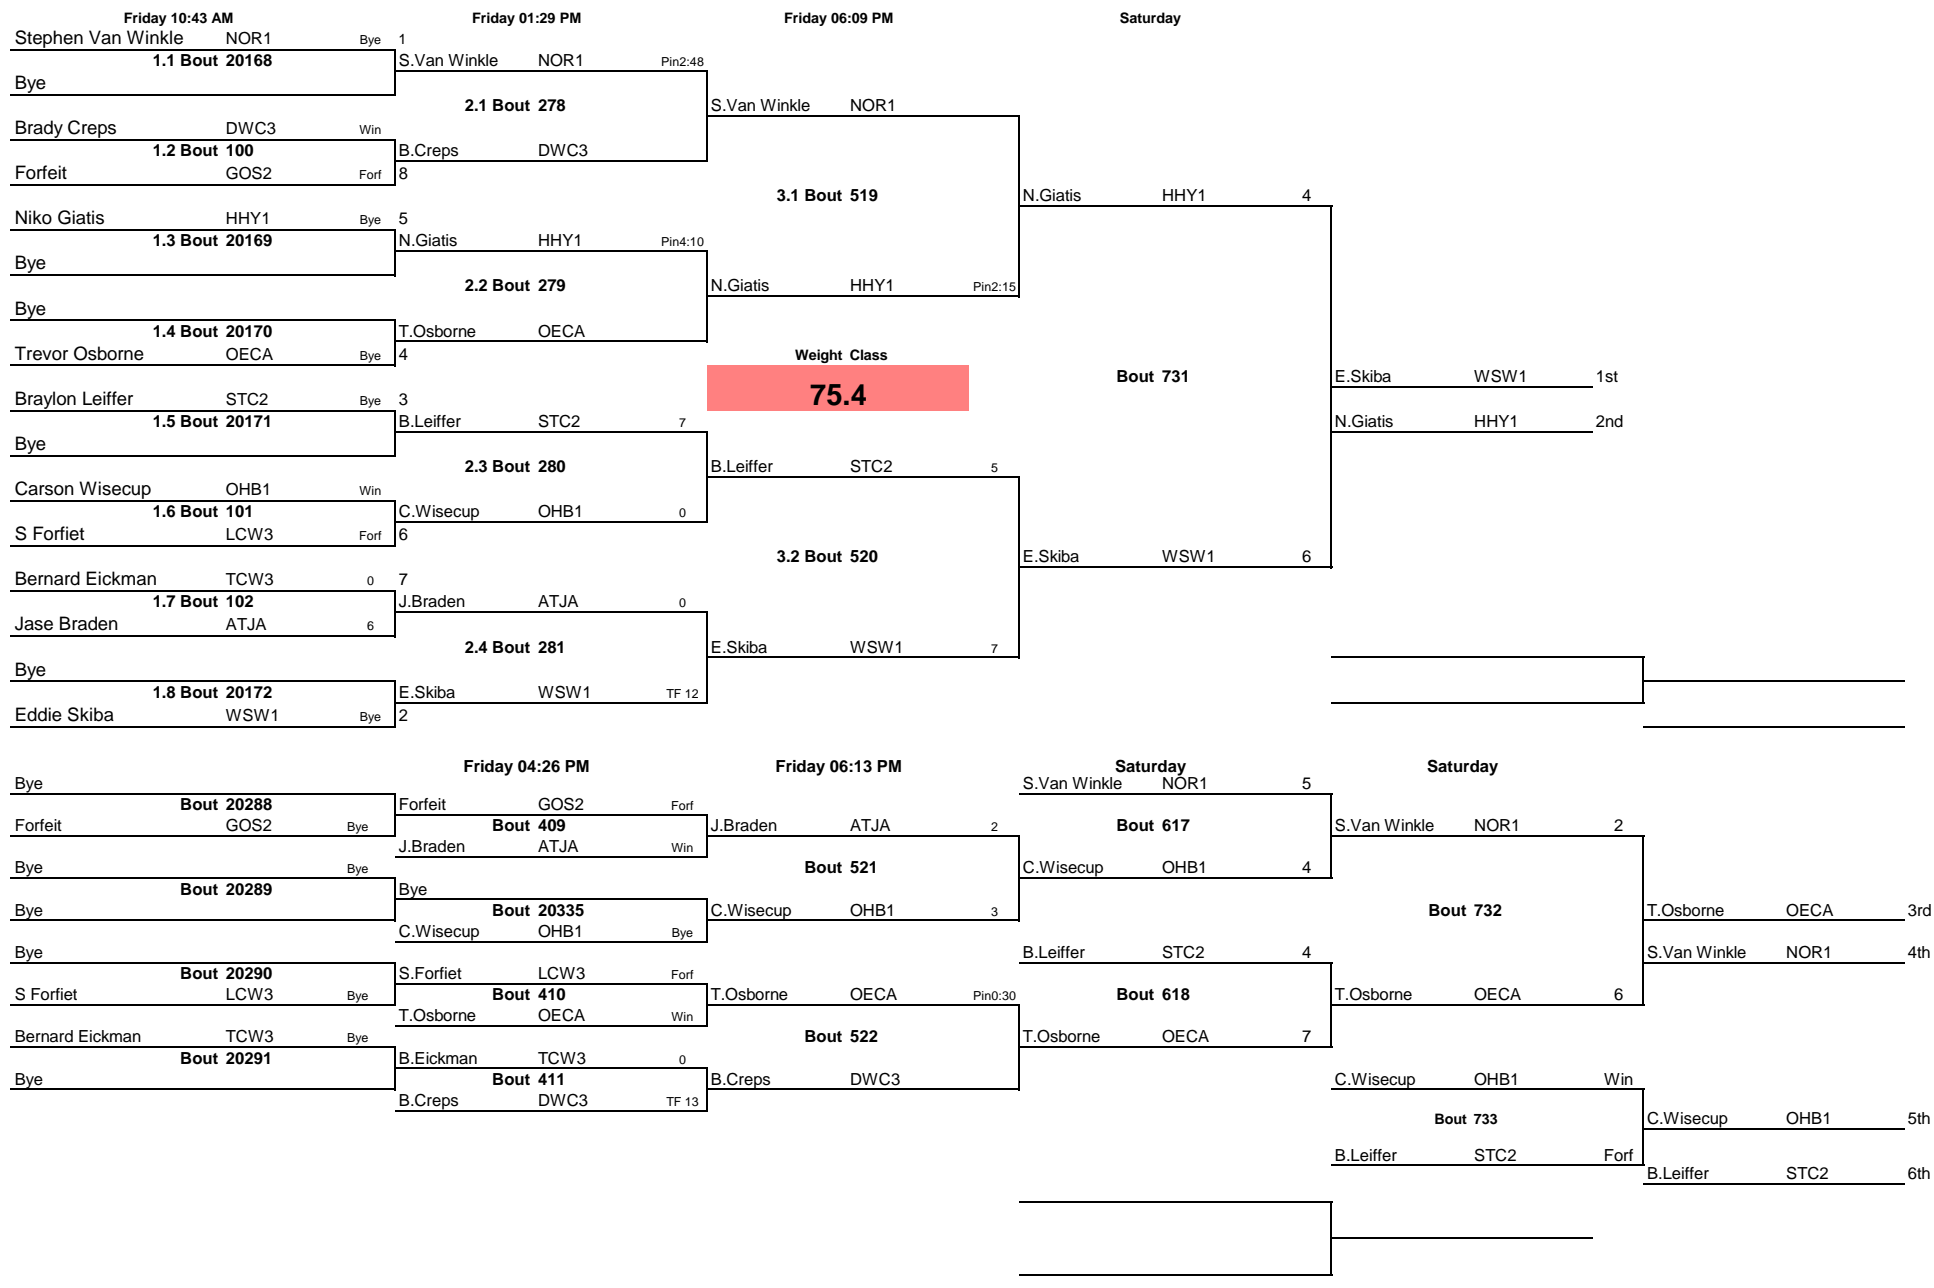 Friday 10:43 AM Friday 01:29 PM Friday 06:09 PM Saturday
Stephen Van Winkle NOR1 Bye 1
1.1 Bout 20168 S.Van Winkle NOR1 Pin2:48
Bye
2.1 Bout 278 S.Van Winkle NOR1
Brady Creps DWC3 Win
1.2 Bout 100 B.Creps DWC3
Forfeit GOS2 Forf 8
3.1 Bout 519 N.Giatis HHY1 4
Niko Giatis HHY1 Bye 5
1.3 Bout 20169 N.Giatis HHY1 Pin4:10
Bye
2.2 Bout 279 N.Giatis HHY1 Pin2:15
Bye
1.4 Bout 20170 T.Osborne OECA
Trevor Osborne OECA Bye 4 Weight Class
Bout 731 E.Skiba WSW1 1st
75.4
Braylon Leiffer STC2 Bye 3
1.5 Bout 20171 B.Leiffer STC2 7 N.Giatis HHY1 2nd
Bye
2.3 Bout 280 B.Leiffer STC2 5
Carson Wisecup OHB1 Win
1.6 Bout 101 C.Wisecup OHB1 0
S Forfiet LCW3 Forf 6
3.2 Bout 520 E.Skiba WSW1 6
Bernard Eickman TCW3 0 7
1.7 Bout 102 J.Braden ATJA 0
Jase Braden ATJA 6
2.4 Bout 281 E.Skiba WSW1 7
Bye
1.8 Bout 20172 E.Skiba WSW1 TF 12
Eddie Skiba WSW1 Bye 2
Friday 04:26 PM Friday 06:13 PM Saturday Saturday
Bye S.Van Winkle NOR1 5
Bout 20288 Forfeit GOS2 Forf
Forfeit GOS2 Bye Bout 409 J.Braden ATJA 2 Bout 617 S.Van Winkle NOR1 2
J.Braden ATJA Win
Bye Bye Bout 521 C.Wisecup OHB1 4
Bout 20289 Bye
Bye Bout 20335 C.Wisecup OHB1 3 Bout 732 T.Osborne OECA 3rd
C.Wisecup OHB1 Bye
Bye B.Leiffer STC2 4 S.Van Winkle NOR1 4th
Bout 20290 S.Forfiet LCW3 Forf
S Forfiet LCW3 Bye Bout 410 T.Osborne OECA Pin0:30 Bout 618 T.Osborne OECA 6
T.Osborne OECA Win
Bernard Eickman TCW3 Bye Bout 522 T.Osborne OECA 7
Bout 20291 B.Eickman TCW3 0
Bye Bout 411 B.Creps DWC3 C.Wisecup OHB1 Win
B.Creps DWC3 TF 13
Bout 733 C.Wisecup OHB1 5th
B.Leiffer STC2 Forf
B.Leiffer STC2 6th